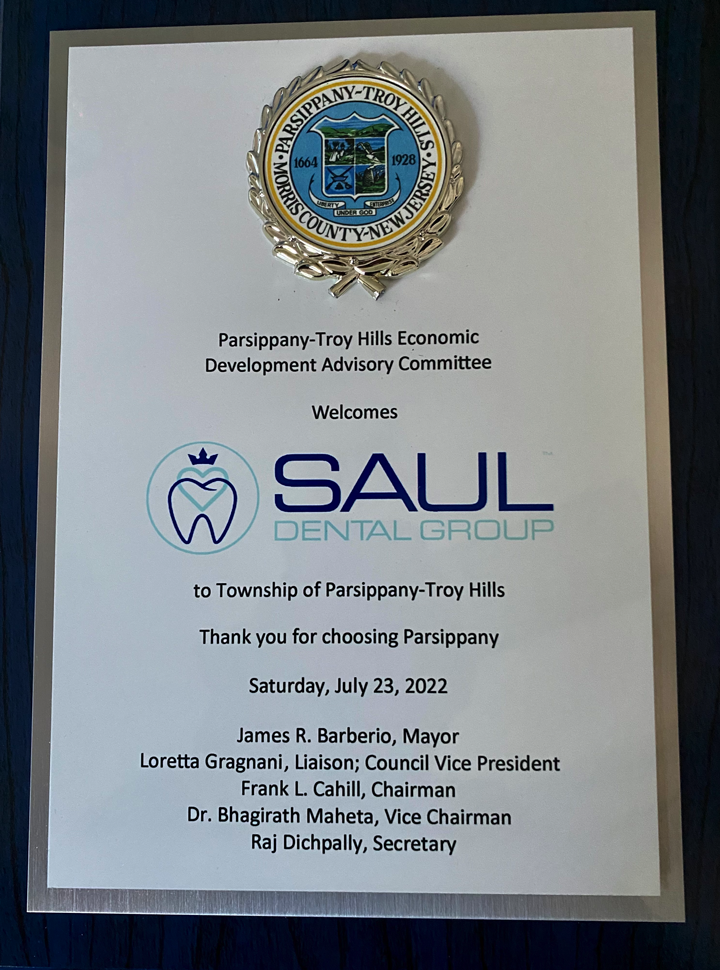 PARSIPPANY-TROY HILLS
1664
1928
LIBERTY
ENTERPRISE
UNDER GOD
MORRIS COUNTY-NEW JERSEY
Parsippany-Troy Hills Economic
Development Advisory Committee
Welcomes
SAUL
DENTAL GROUP
to Township of Parsippany-Troy Hills
Thank you for choosing Parsippany
Saturday, July 23, 2022
James R. Barberio, Mayor
Loretta Gragnani, Liaison; Council Vice President
Frank L. Cahill, Chairman
Dr. Bhagirath Maheta, Vice Chairman
Raj Dichpally, Secretary